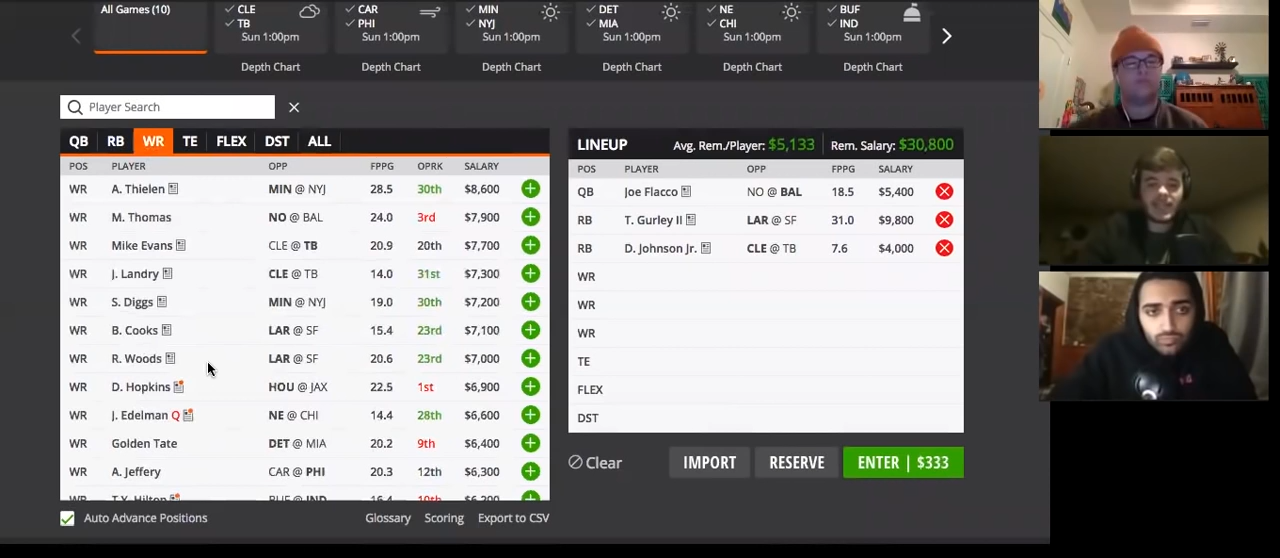 All Games (10)
CLE
TB
Sun 1:00pm
CAR
PHI
Sun 1:00pm
MIN
NYJ
Sun 1:00pm
DET
MIA
Sun 1:00pm
NE
CHI
Sun 1:00pm
BUF
IND
Sun 1:00pm
Depth Chart Depth Chart Depth Chart Depth Chart Depth Chart Depth Chart
Player Search
QB RB WR TE FLEX DST ALL
POS PLAYER OPP FPPG OPRK SALARY
WR A. Thielen MIN @ NYJ 28.5 30th $8,600
WR M. Thomas NO @ BAL 24.0 3rd $7,900
WR Mike Evans CLE @ TB 20.9 20th $7,700
WR J. Landry CLE @ TB 14.0 31st $7,300
WR S. Diggs MIN @ NYJ 19.0 30th $7,200
WR B. Cooks LAR @ SF 15.4 23rd $7,100
WR R. Woods LAR @ SF 20.6 23rd $7,000
WR D. Hopkins HOU @ JAX 22.5 1st $6,900
WR J. Edelman Q NE @ CHI 14.4 28th $6,600
WR Golden Tate DET @ MIA 20.2 9th $6,400
WR A. Jeffery CAR @ PHI 20.3 12th $6,300
WR T.Y. Hilton BUF @ IND 16.4 10th $6,200
Auto Advance Positions Glossary Scoring Export to CSV
LINEUP Avg. Rem./Player: $5,133 Rem. Salary: $30,800
POS PLAYER OPP FPPG SALARY
QB Joe Flacco NO @ BAL 18.5 $5,400
RB T. Gurley II LAR @ SF 31.0 $9,800
RB D. Johnson Jr. CLE @ TB 7.6 $4,000
WR
WR
WR
TE
FLEX
DST
Clear IMPORT RESERVE ENTER | $333